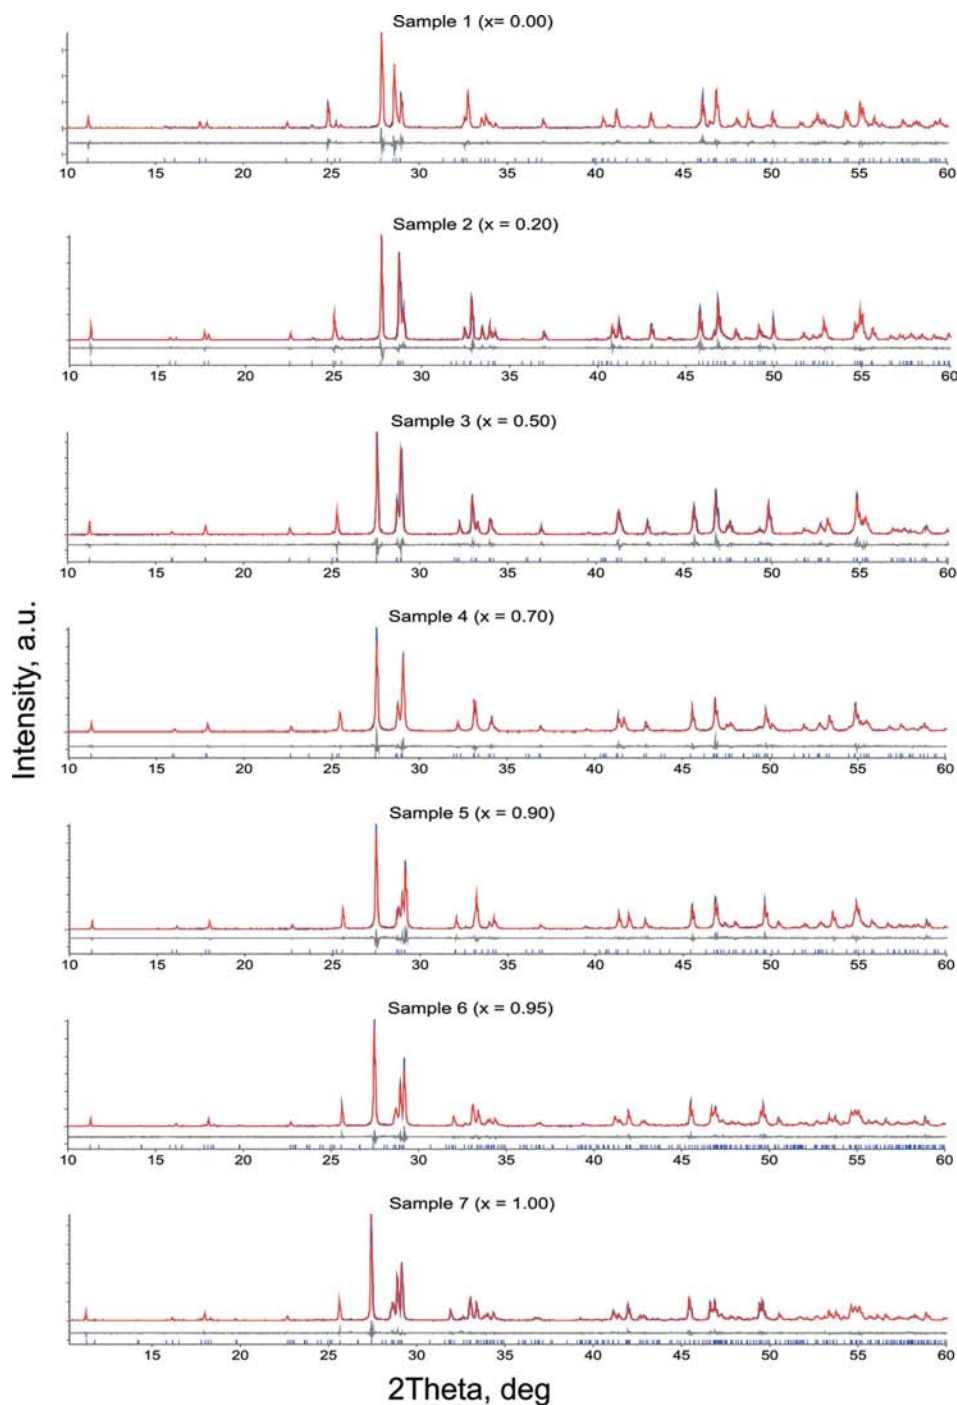 Sample 1 (x= 0.00)
10 15 20 25 30 35 40 45 50 55 60
Sample 2 (x = 0.20)
10 15 20 25 30 35 40 45 50 55 60
Sample 3 (x = 0.50)
10 15 20 25 30 35 40 45 50 55 60
Intensity, a.u.
Sample 4 (x = 0.70)
10 15 20 25 30 35 40 45 50 55 60
Sample 5 (x = 0.90)
10 15 20 25 30 35 40 45 50 55 60
Sample 6 (x = 0.95)
10 15 20 25 30 35 40 45 50 55 60
Sample 7 (x = 1.00)
15 20 25 30 35 40 45 50 55 60
2Theta, deg